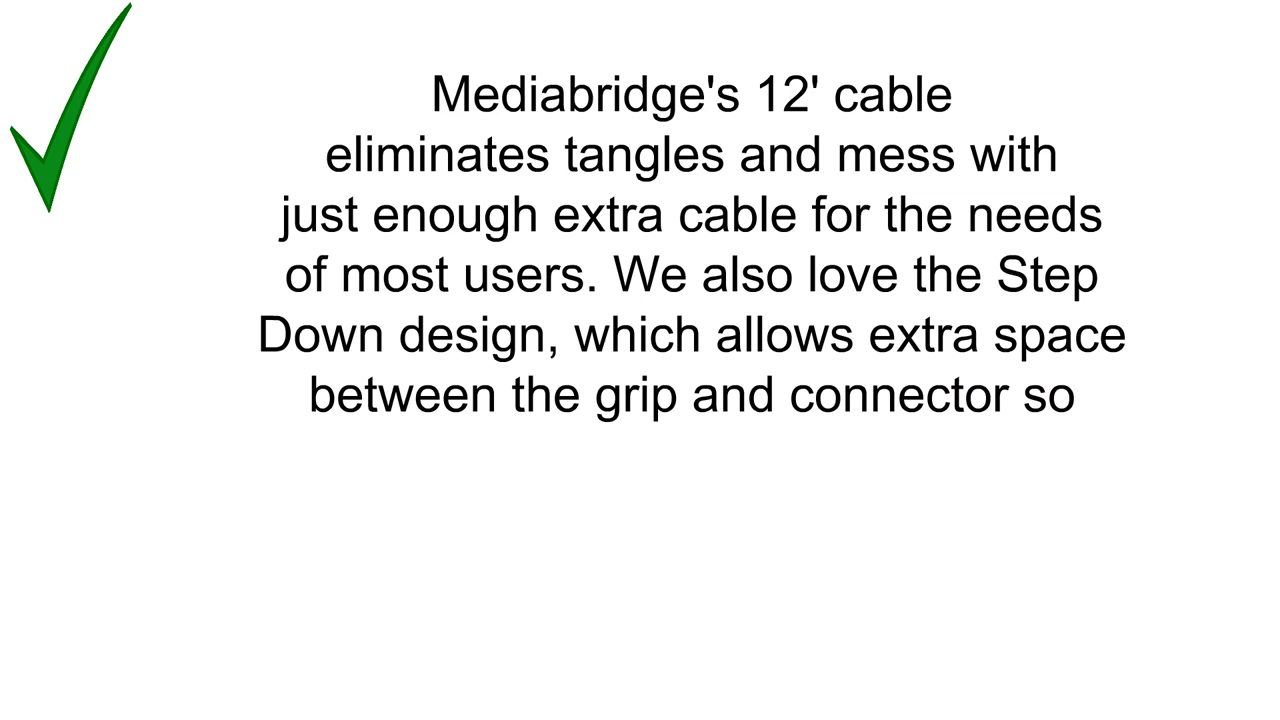 Mediabridge's 12' cable
eliminates tangles and mess with
just enough extra cable for the needs
of most users. We also love the Step
Down design, which allows extra space
between the grip and connector so